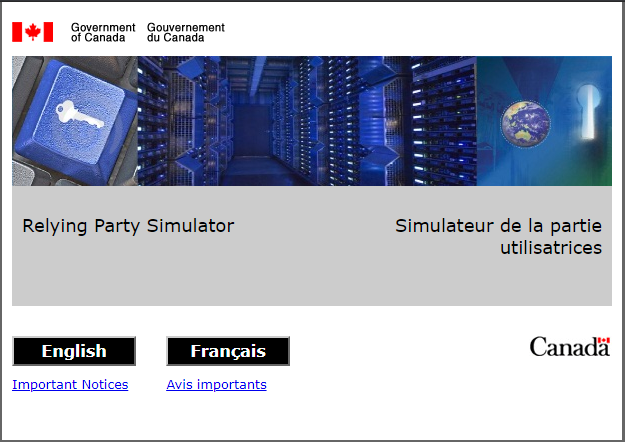 Government
of Canada
Gouvernement
du Canada
Relying Party Simulator
Simulateur de la partie
utilisatrices
English
Français
Canada
Important Notices
Avis importants